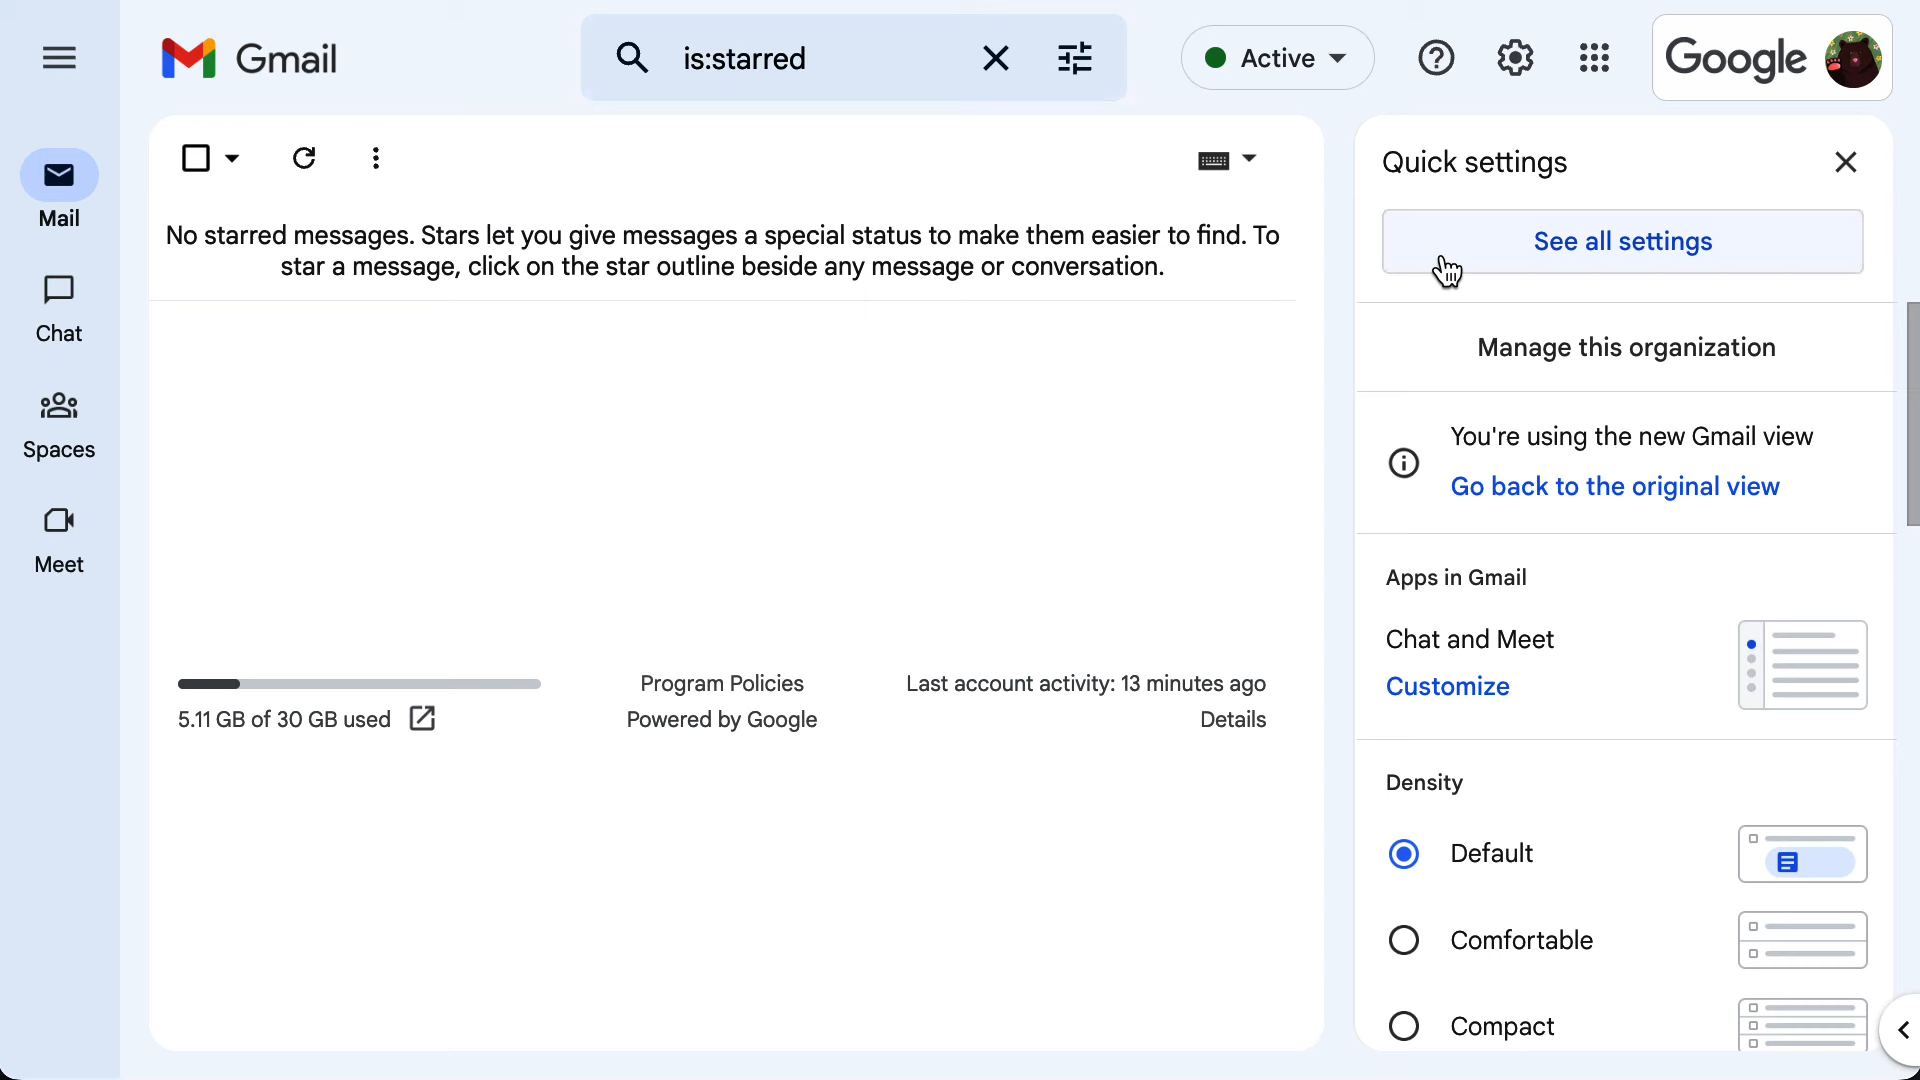 Gmail
is:starred
Active
Google
Mail
Chat
Spaces
Meet
No starred messages. Stars let you give messages a special status to make them easier to find. To
star a message, click on the star outline beside any message or conversation.
5.11 GB of 30 GB used
Program Policies
Powered by Google
Last account activity: 13 minutes ago
Details
Quick settings
See all settings
Manage this organization
You're using the new Gmail view
Go back to the original view
Apps in Gmail
Chat and Meet
Customize
Density
Default
Comfortable
Compact